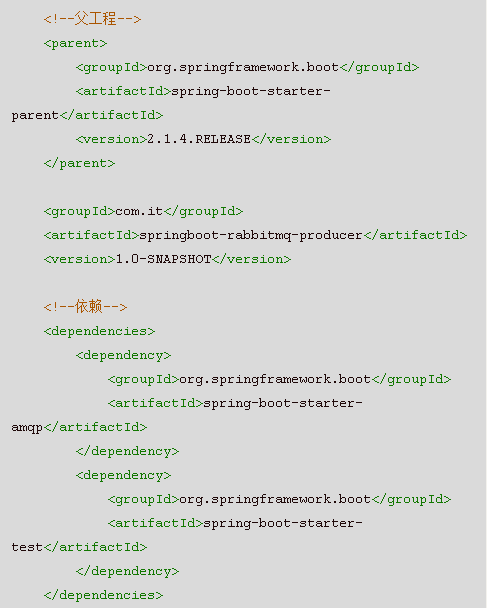 <!--父工程-->
<parent>
<groupId>org.springframework.boot</groupId>
<artifactId>spring-boot-starter-
parent</artifactId>
<version>2.1.4.RELEASE</version>
</parent>
<groupId>com.it</groupId>
<artifactId>springboot-rabbitmq-producer</artifactId>
<version>1.0-SNAPSHOT</version>
<!--依赖-->
<dependencies>
<dependency>
<groupId>org.springframework.boot</groupId>
<artifactId>spring-boot-starter-
amqp</artifactId>
</dependency>
<dependency>
<groupId>org.springframework.boot</groupId>
<artifactId>spring-boot-starter-
test</artifactId>
</dependency>
</dependencies>